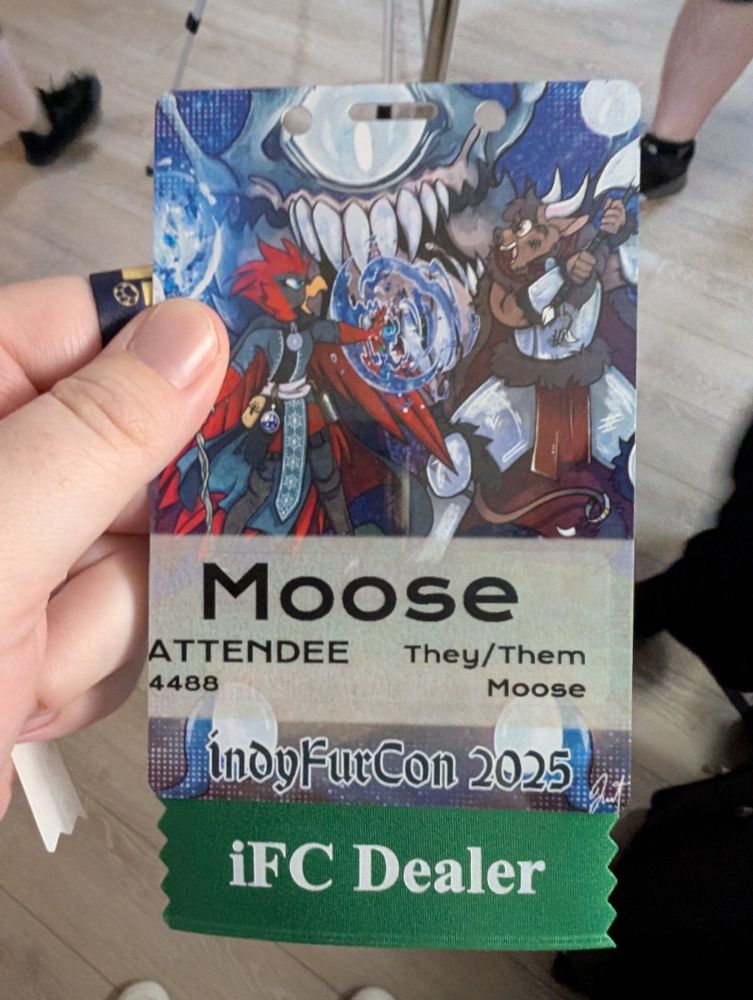 Moose
ATTENDEE They/Them
4488 Moose
indyFurCon 2025
iFC Dealer